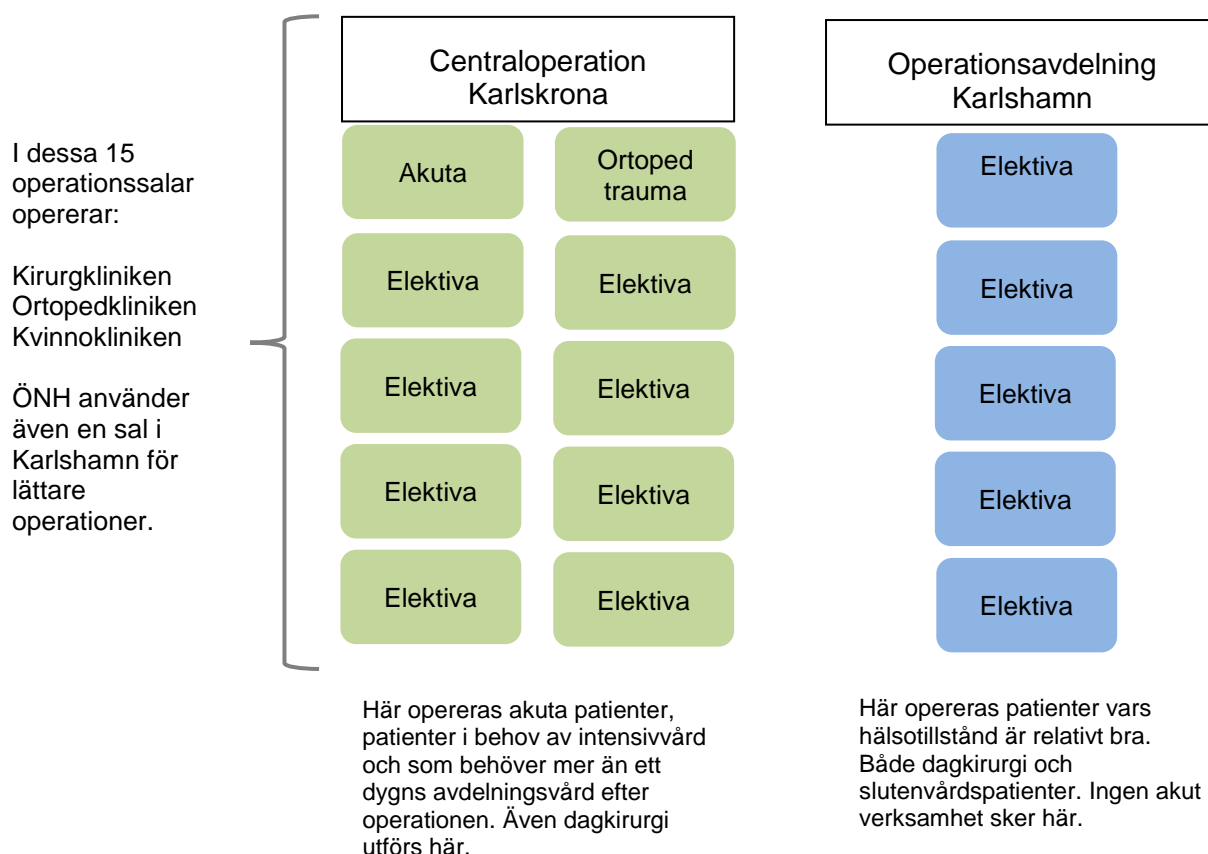 I dessa 15
operationssalar
opererar:
Kirurgkliniken
Ortopedkliniken
Kvinnokliniken
ÖNH använder
även en sal i
Karlshamn för
lättare
operationer.
Centraloperation
Karlskrona
Akuta
Ortoped
trauma
Elektiva
Elektiva
Elektiva
Elektiva
Elektiva
Elektiva
Elektiva
Elektiva
Här opereras akuta patienter,
patienter i behov av intensivvård
och som behöver mer än ett
dygns avdelningsvård efter
operationen. Även dagkirurgi
utförs här.
Operationsavdelning
Karlshamn
Elektiva
Elektiva
Elektiva
Elektiva
Elektiva
Här opereras patienter vars
hälsotillstånd är relativt bra.
Både dagkirurgi och
slutenvårdspatienter. Ingen akut
verksamhet sker här.